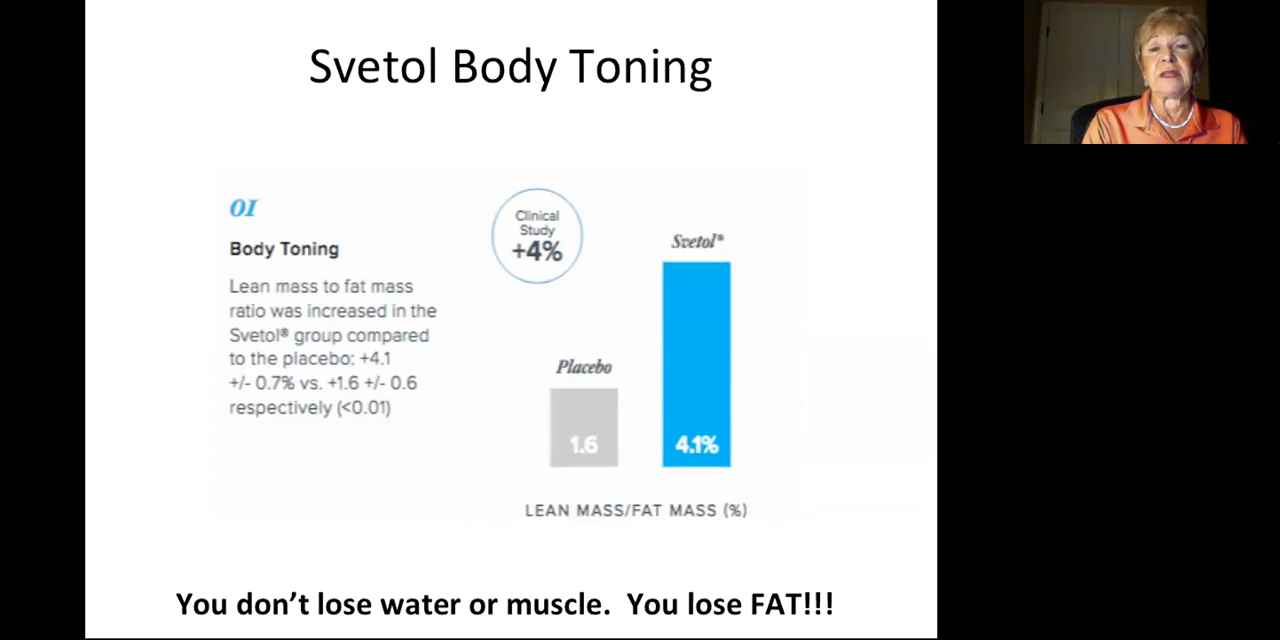 Svetol Body Toning
01
Body Toning
Lean mass to fat mass
ratio was increased in the
Svetol® group compared
to the placebo: +4.1
+/- 0.7% vs. +1.6 +/- 0.6
respectively (<0.01)
Clinical
Study
+4%
Placebo
1.6
Svetol®
4.1%
LEAN MASS/FAT MASS (%)
You don’t lose water or muscle.  You lose FAT!!!